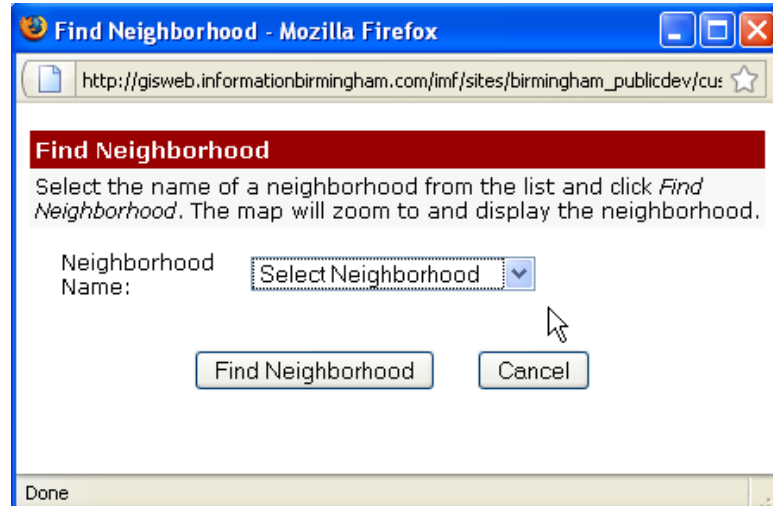 Find Neighborhood - Mozilla Firefox
http://gisweb.informationbirmingham.com/imf/sites/birmingham_publicdev/cus
Find Neighborhood
Select the name of a neighborhood from the list and click Find
Neighborhood. The map will zoom to and display the neighborhood.
Neighborhood
Name:
Select Neighborhood
Find Neighborhood
Cancel
Done